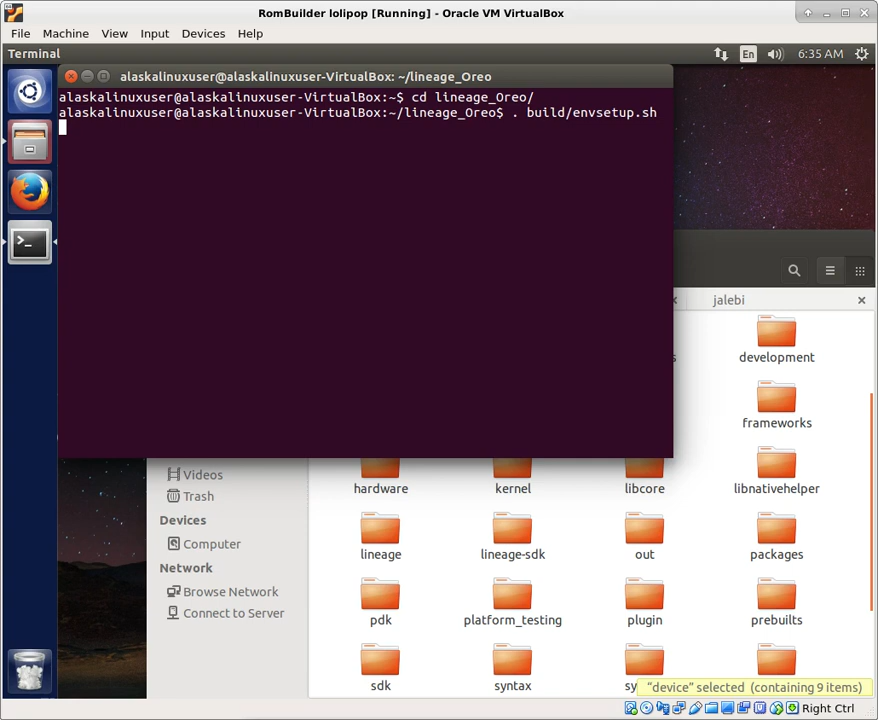 RomBuilder lolipop [Running] - Oracle VM VirtualBox
File Machine View Input Devices Help
Terminal
En
6:35 AM
alaskalinuxuser@alaskalinuxuser-VirtualBox: ~/lineage_Oreo
alaskalinuxuser@alaskalinuxuser-VirtualBox:~$ cd lineage_Oreo/
alaskalinuxuser@alaskalinuxuser-VirtualBox:~/lineage_Oreo$ . build/envsetup.sh
jalebi
development
frameworks
Videos
Trash
Devices
Computer
Network
Browse Network
Connect to Server
hardware kernel libcore libnativehelper
lineage lineage-sdk out packages
pdk platform_testing plugin prebuilts
sdk syntax
"device" selected (containing 9 items)
Right Ctrl